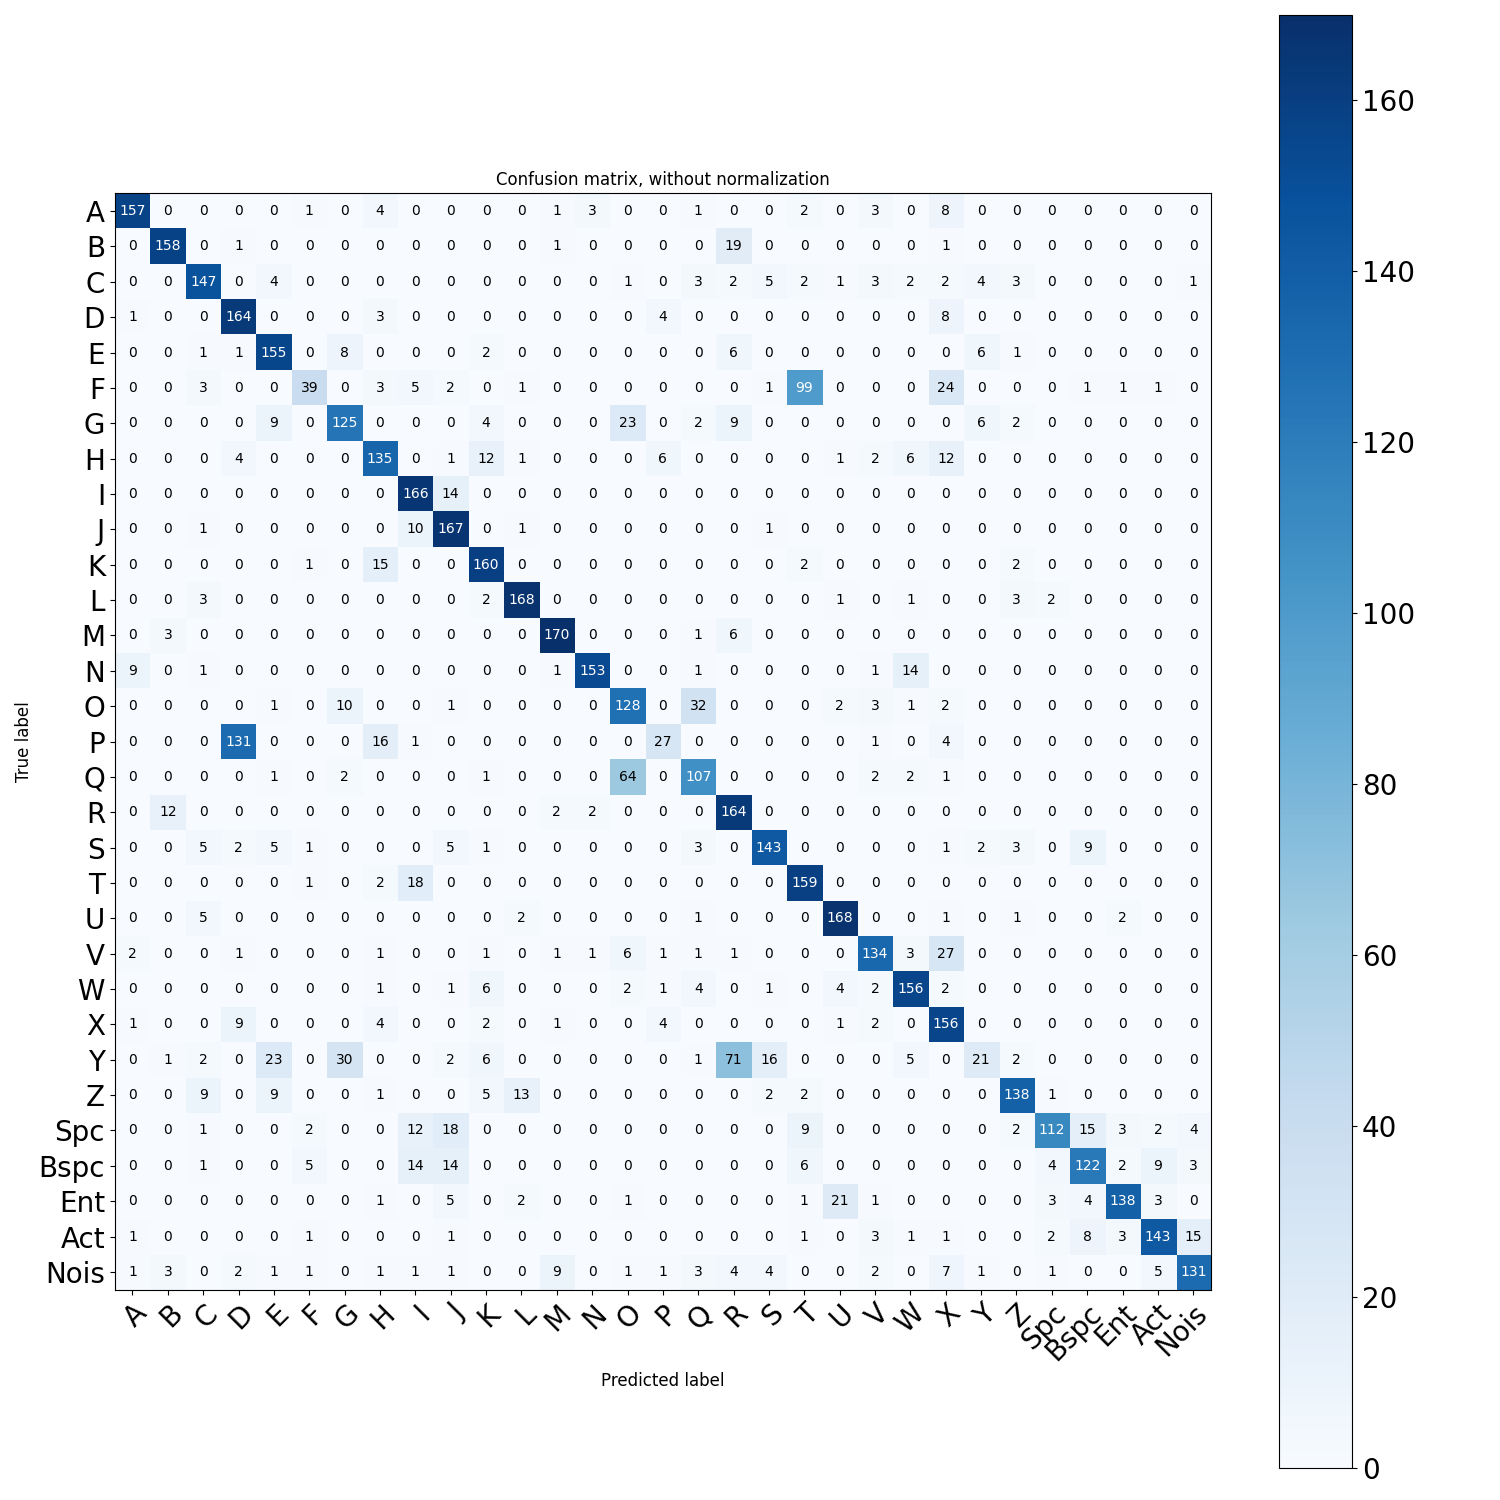 Confusion matrix, without normalization
A 157 0 0 0 0 1 0 4 0 0 0 0 1 3 0 0 1 0 0 2 0 3 0 8 0 0 0 0 0 0 0
B 0 158 0 1 0 0 0 0 0 0 0 0 1 0 0 0 0 19 0 0 0 0 0 1 0 0 0 0 0 0 0
C 0 0 147 0 4 0 0 0 0 0 0 0 0 0 1 0 3 2 5 2 1 3 2 2 4 3 0 0 0 0 1
D 1 0 0 164 0 0 0 3 0 0 0 0 0 0 0 4 0 0 0 0 0 0 0 8 0 0 0 0 0 0 0
E 0 0 1 1 155 0 8 0 0 0 2 0 0 0 0 0 0 6 0 0 0 0 0 0 6 1 0 0 0 0 0
F 0 0 3 0 0 39 0 3 5 2 0 1 0 0 0 0 0 0 1 99 0 0 0 24 0 0 0 1 1 1 0
G 0 0 0 0 9 0 125 0 0 0 4 0 0 0 23 0 2 9 0 0 0 0 0 0 6 2 0 0 0 0 0
H 0 0 0 4 0 0 0 135 0 1 12 1 0 0 0 6 0 0 0 0 1 2 6 12 0 0 0 0 0 0 0
I 0 0 0 0 0 0 0 0 166 14 0 0 0 0 0 0 0 0 0 0 0 0 0 0 0 0 0 0 0 0 0
J 0 0 1 0 0 0 0 0 10 167 0 1 0 0 0 0 0 0 1 0 0 0 0 0 0 0 0 0 0 0 0
K 0 0 0 0 0 1 0 15 0 0 160 0 0 0 0 0 0 0 0 2 0 0 0 0 0 2 0 0 0 0 0
L 0 0 3 0 0 0 0 0 0 0 2 168 0 0 0 0 0 0 0 0 1 0 1 0 0 3 2 0 0 0 0
M 0 3 0 0 0 0 0 0 0 0 0 0 170 0 0 0 1 6 0 0 0 0 0 0 0 0 0 0 0 0 0
N 9 0 1 0 0 0 0 0 0 0 0 0 1 153 0 0 1 0 0 0 0 1 14 0 0 0 0 0 0 0 0
O 0 0 0 0 1 0 10 0 0 1 0 0 0 0 128 0 32 0 0 0 2 3 1 2 0 0 0 0 0 0 0
P 0 0 0 131 0 0 0 16 1 0 0 0 0 0 0 27 0 0 0 0 0 1 0 4 0 0 0 0 0 0 0
Q 0 0 0 0 1 0 2 0 0 0 1 0 0 0 64 0 107 0 0 0 0 2 2 1 0 0 0 0 0 0 0
R 0 12 0 0 0 0 0 0 0 0 0 0 2 2 0 0 0 164 0 0 0 0 0 0 0 0 0 0 0 0 0
S 0 0 5 2 5 1 0 0 0 5 1 0 0 0 0 0 3 0 143 0 0 0 0 1 2 3 0 9 0 0 0
T 0 0 0 0 0 1 0 2 18 0 0 0 0 0 0 0 0 0 0 159 0 0 0 0 0 0 0 0 0 0 0
U 0 0 5 0 0 0 0 0 0 0 0 2 0 0 0 0 1 0 0 0 168 0 0 1 0 1 0 0 2 0 0
V 2 0 0 1 0 0 0 1 0 0 1 0 1 1 6 1 1 1 0 0 0 134 3 27 0 0 0 0 0 0 0
W 0 0 0 0 0 0 0 1 0 1 6 0 0 0 2 1 4 0 1 0 4 2 156 2 0 0 0 0 0 0 0
X 1 0 0 9 0 0 0 4 0 0 2 0 1 0 0 4 0 0 0 0 1 2 0 156 0 0 0 0 0 0 0
Y 0 1 2 0 23 0 30 0 0 2 6 0 0 0 0 0 1 71 16 0 0 0 5 0 21 2 0 0 0 0 0
Z 0 0 9 0 9 0 0 1 0 0 5 13 0 0 0 0 0 0 2 2 0 0 0 0 0 138 1 0 0 0 0
Spc 0 0 1 0 0 2 0 0 12 18 0 0 0 0 0 0 0 0 0 9 0 0 0 0 0 2 112 15 3 2 4
Bspc 0 0 1 0 0 5 0 0 14 14 0 0 0 0 0 0 0 0 0 6 0 0 0 0 0 0 4 122 2 9 3
Ent 0 0 0 0 0 0 0 1 0 5 0 2 0 0 1 0 0 0 0 1 21 1 0 0 0 0 3 4 138 3 0
Act 1 0 0 0 0 1 0 0 0 1 0 0 0 0 0 0 0 0 0 1 0 3 1 1 0 0 2 8 3 143 15
Nois 1 3 0 2 1 1 0 1 1 1 0 0 9 0 1 1 3 4 4 0 0 2 0 7 1 0 1 0 0 5 131
A B C D E F G H I J K L M N O P Q R S T U V W X Y Z Spc Bspc Ent Act Nois
True label
Predicted label
160
140
120
100
80
60
40
20
0